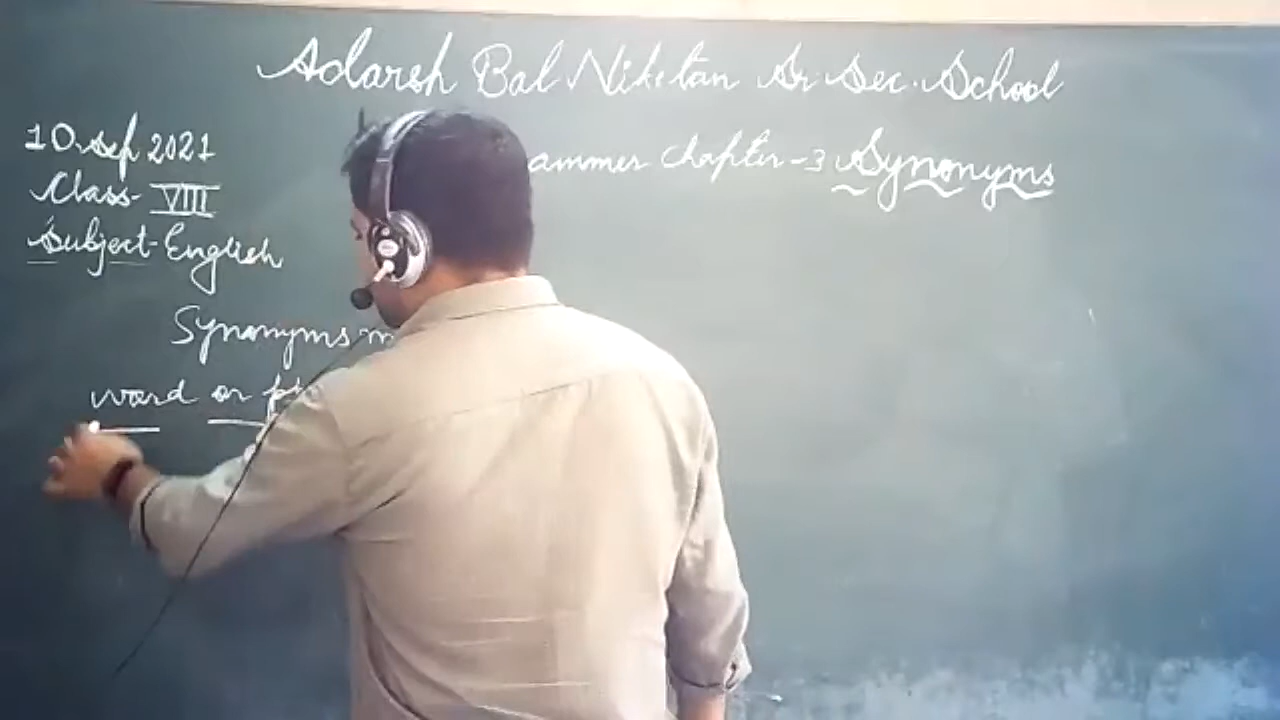 Adarsh Bal Niketan Sr. Sec. School
10. Sep 2021
ammer Chapter-3 Synonyms
Class- VIII
Subject- English
Synonyms
word or